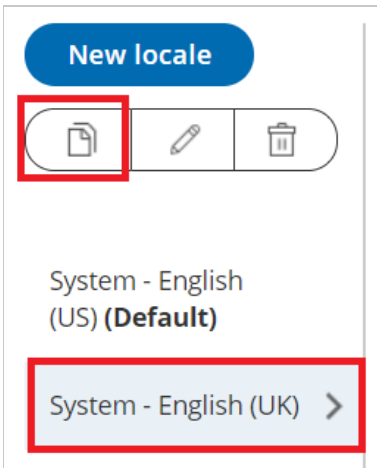 New locale
System - English
(US) (Default)
System - English (UK)